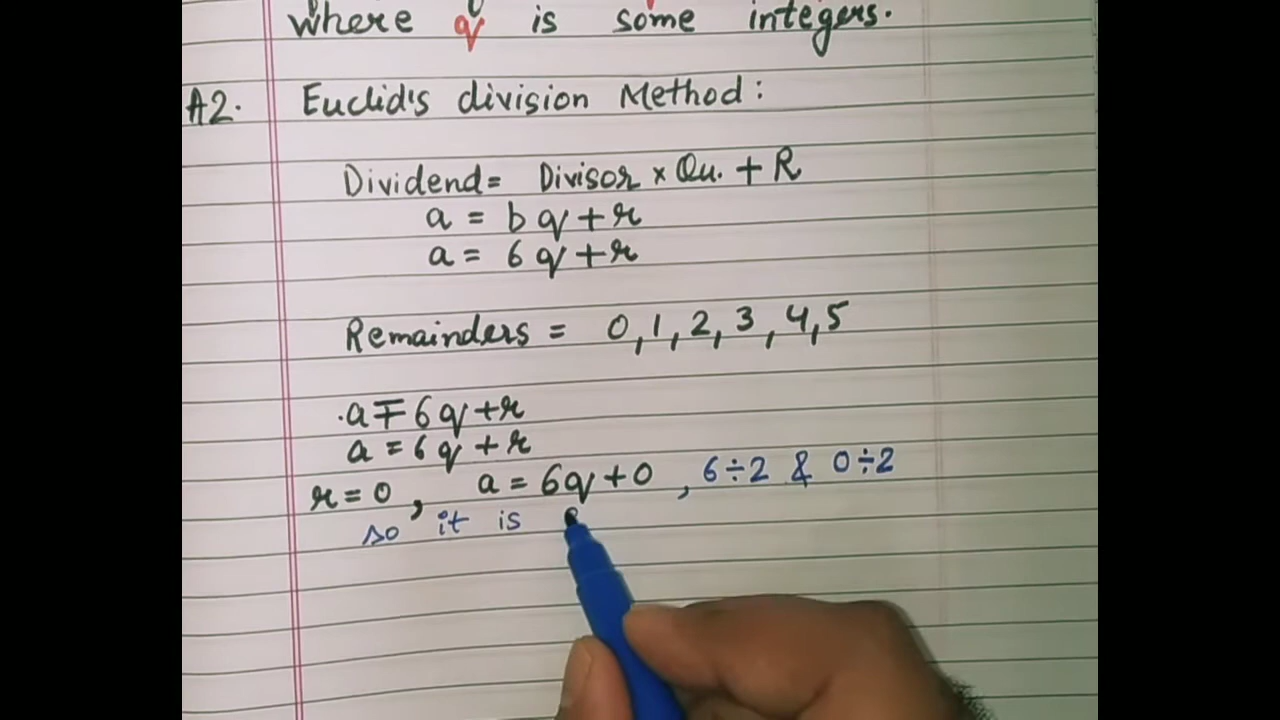 where q is some integers.
A2. Euclid's division Method:
Dividend= Divisor × Qu. + R
a = bq+r
a = 6q+r
Remainders = 0,1,2,3,4,5
.a = 6q+r
a = 6q+r
r=0, a = 6q+0, 6÷2 & 0÷2
so it is